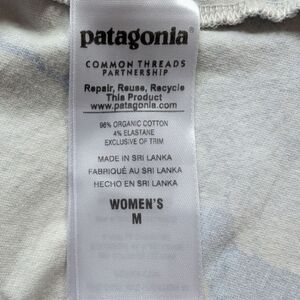 patagonia®
COMMON THREADS
PARTNERSHIP
Repair, Reuse, Recycle
This Product
www.patagonia.com
96% ORGANIC COTTON
4% ELASTANE
EXCLUSIVE OF TRIM
MADE IN SRI LANKA
FABRIQUÉ AU SRI LANKA
HECHO EN SRI LANKA
WOMEN'S
M